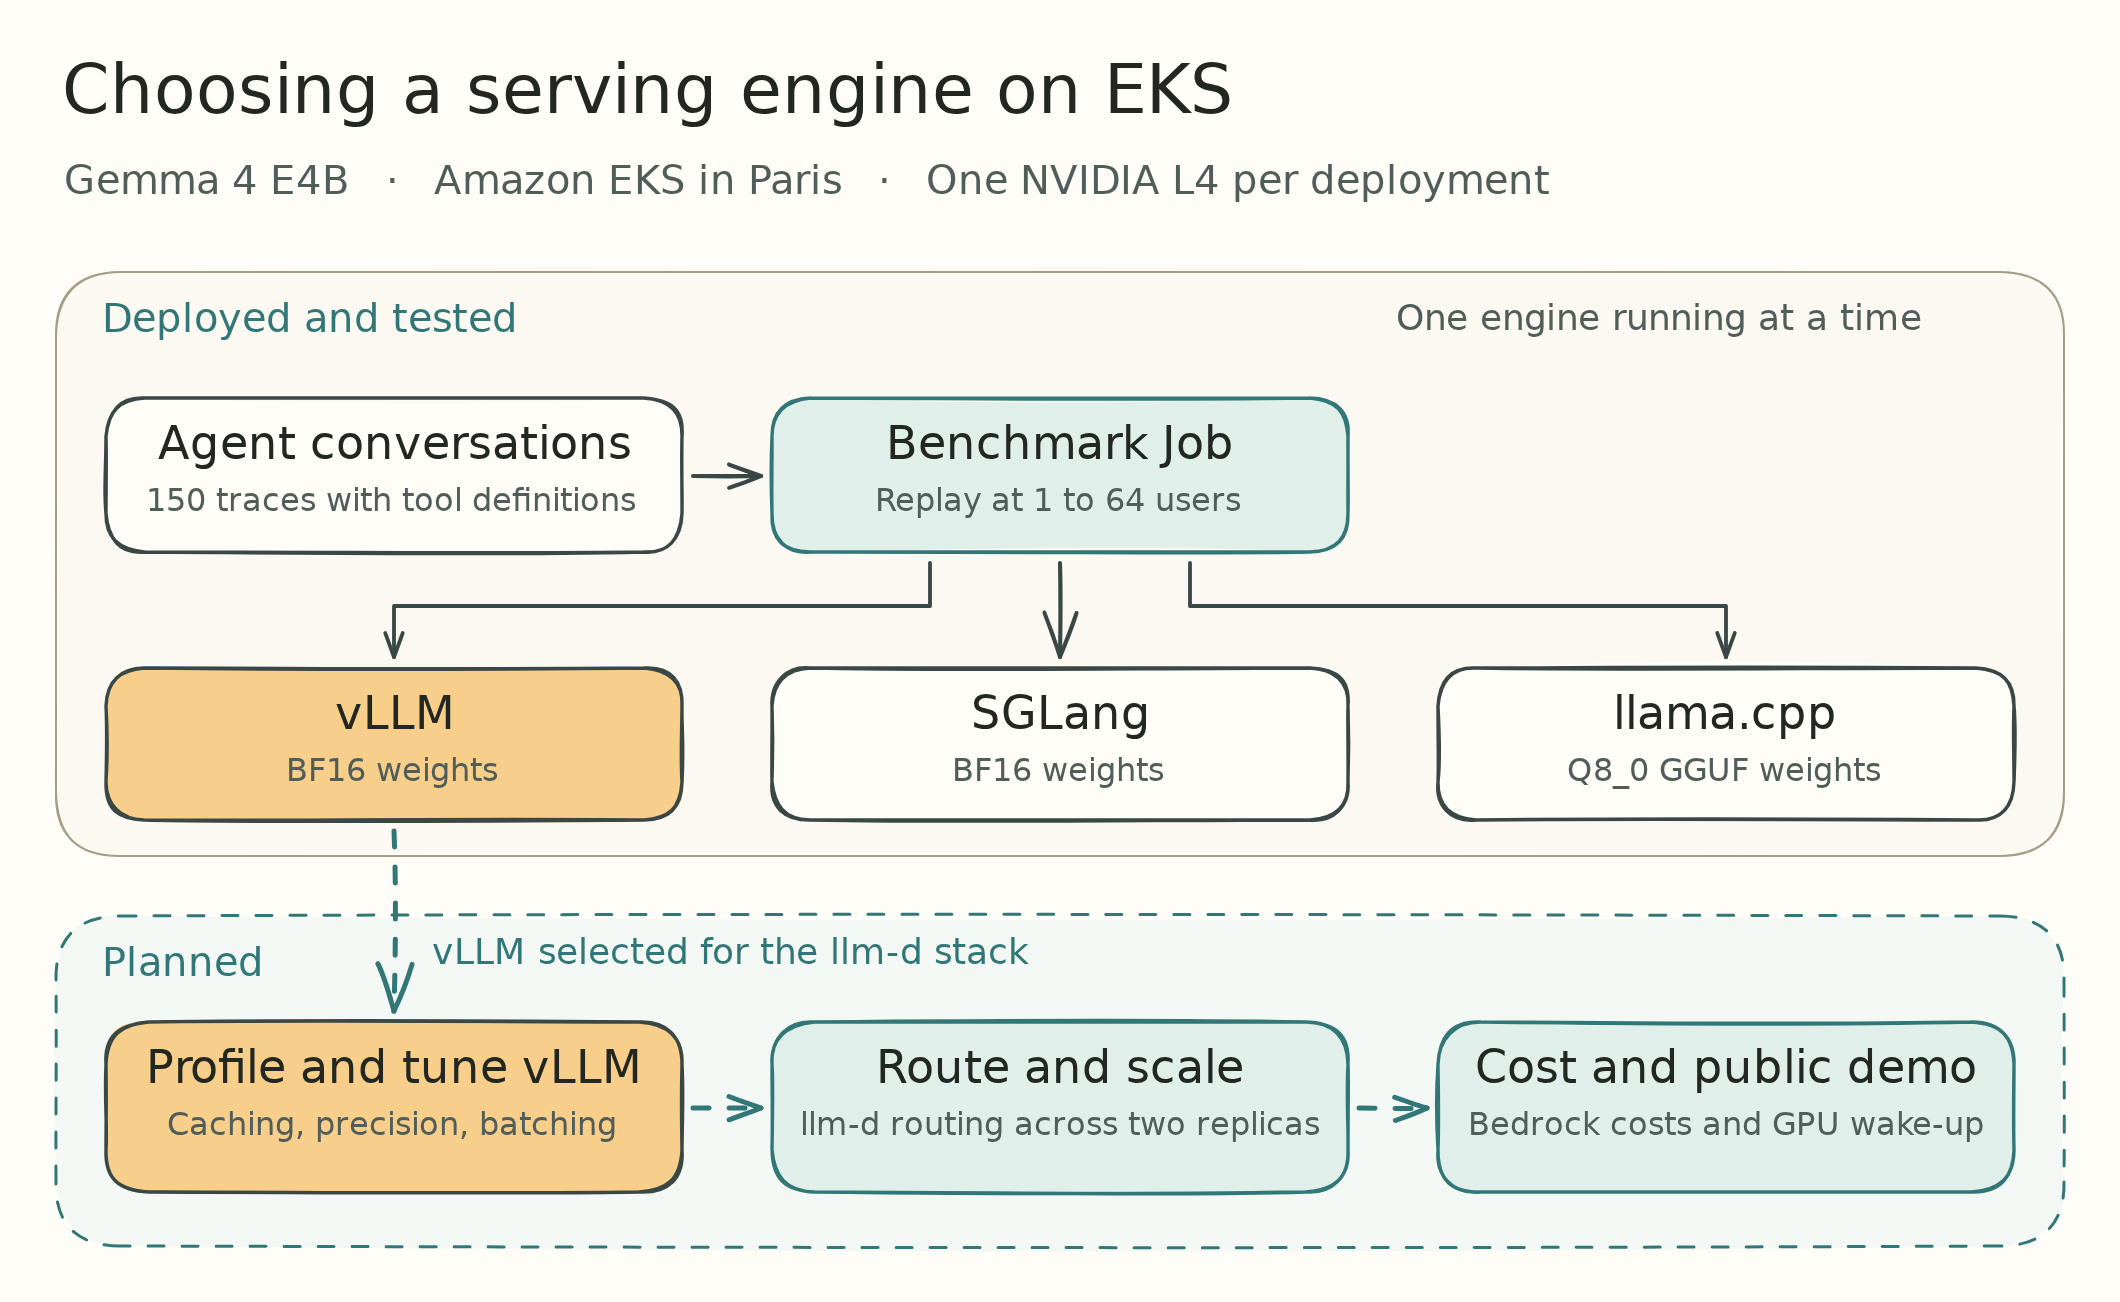 Choosing a serving engine on EKS
Gemma 4 E4B · Amazon EKS in Paris · One NVIDIA L4 per deployment
Deployed and tested
One engine running at a time
Agent conversations
150 traces with tool definitions
Benchmark Job
Replay at 1 to 64 users
vLLM
BF16 weights
SGLang
BF16 weights
llama.cpp
Q8_0 GGUF weights
Planned
vLLM selected for the llm-d stack
Profile and tune vLLM
Caching, precision, batching
Route and scale
llm-d routing across two replicas
Cost and public demo
Bedrock costs and GPU wake-up